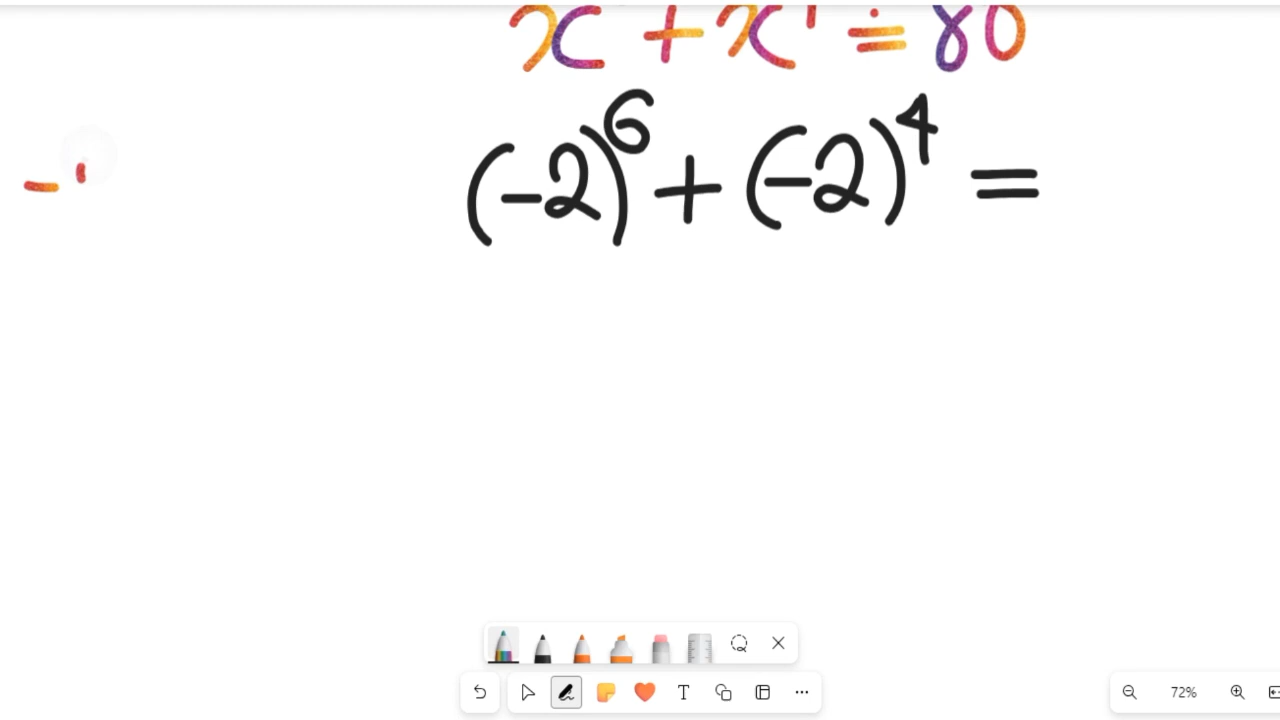 x + x = 80
(-2)^6 + (-2)^4 =
72%